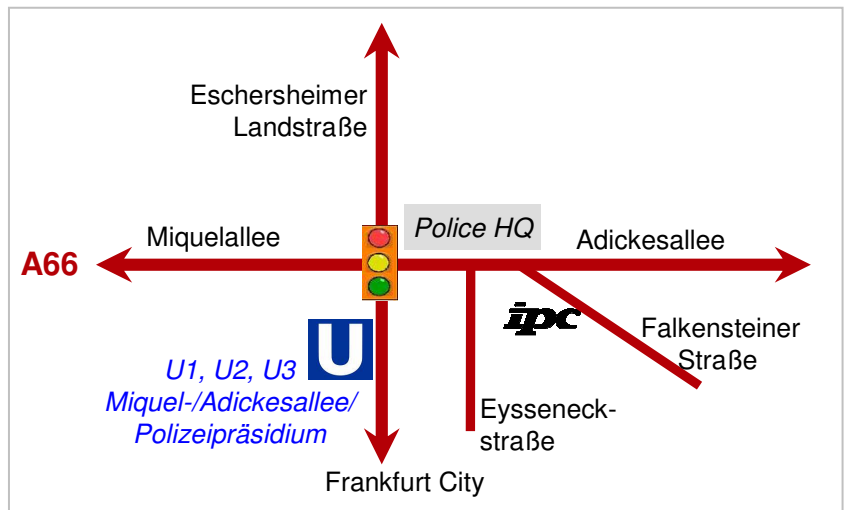 Eschersheimer
Landstraße
Miquelallee
Police HQ
Adickesallee
A66
ipc
Falkensteiner
Straße
U
U1, U2, U3
Miquel-/Adickesallee/
Polizeipräsidium
Eysseneck-
straße
Frankfurt City